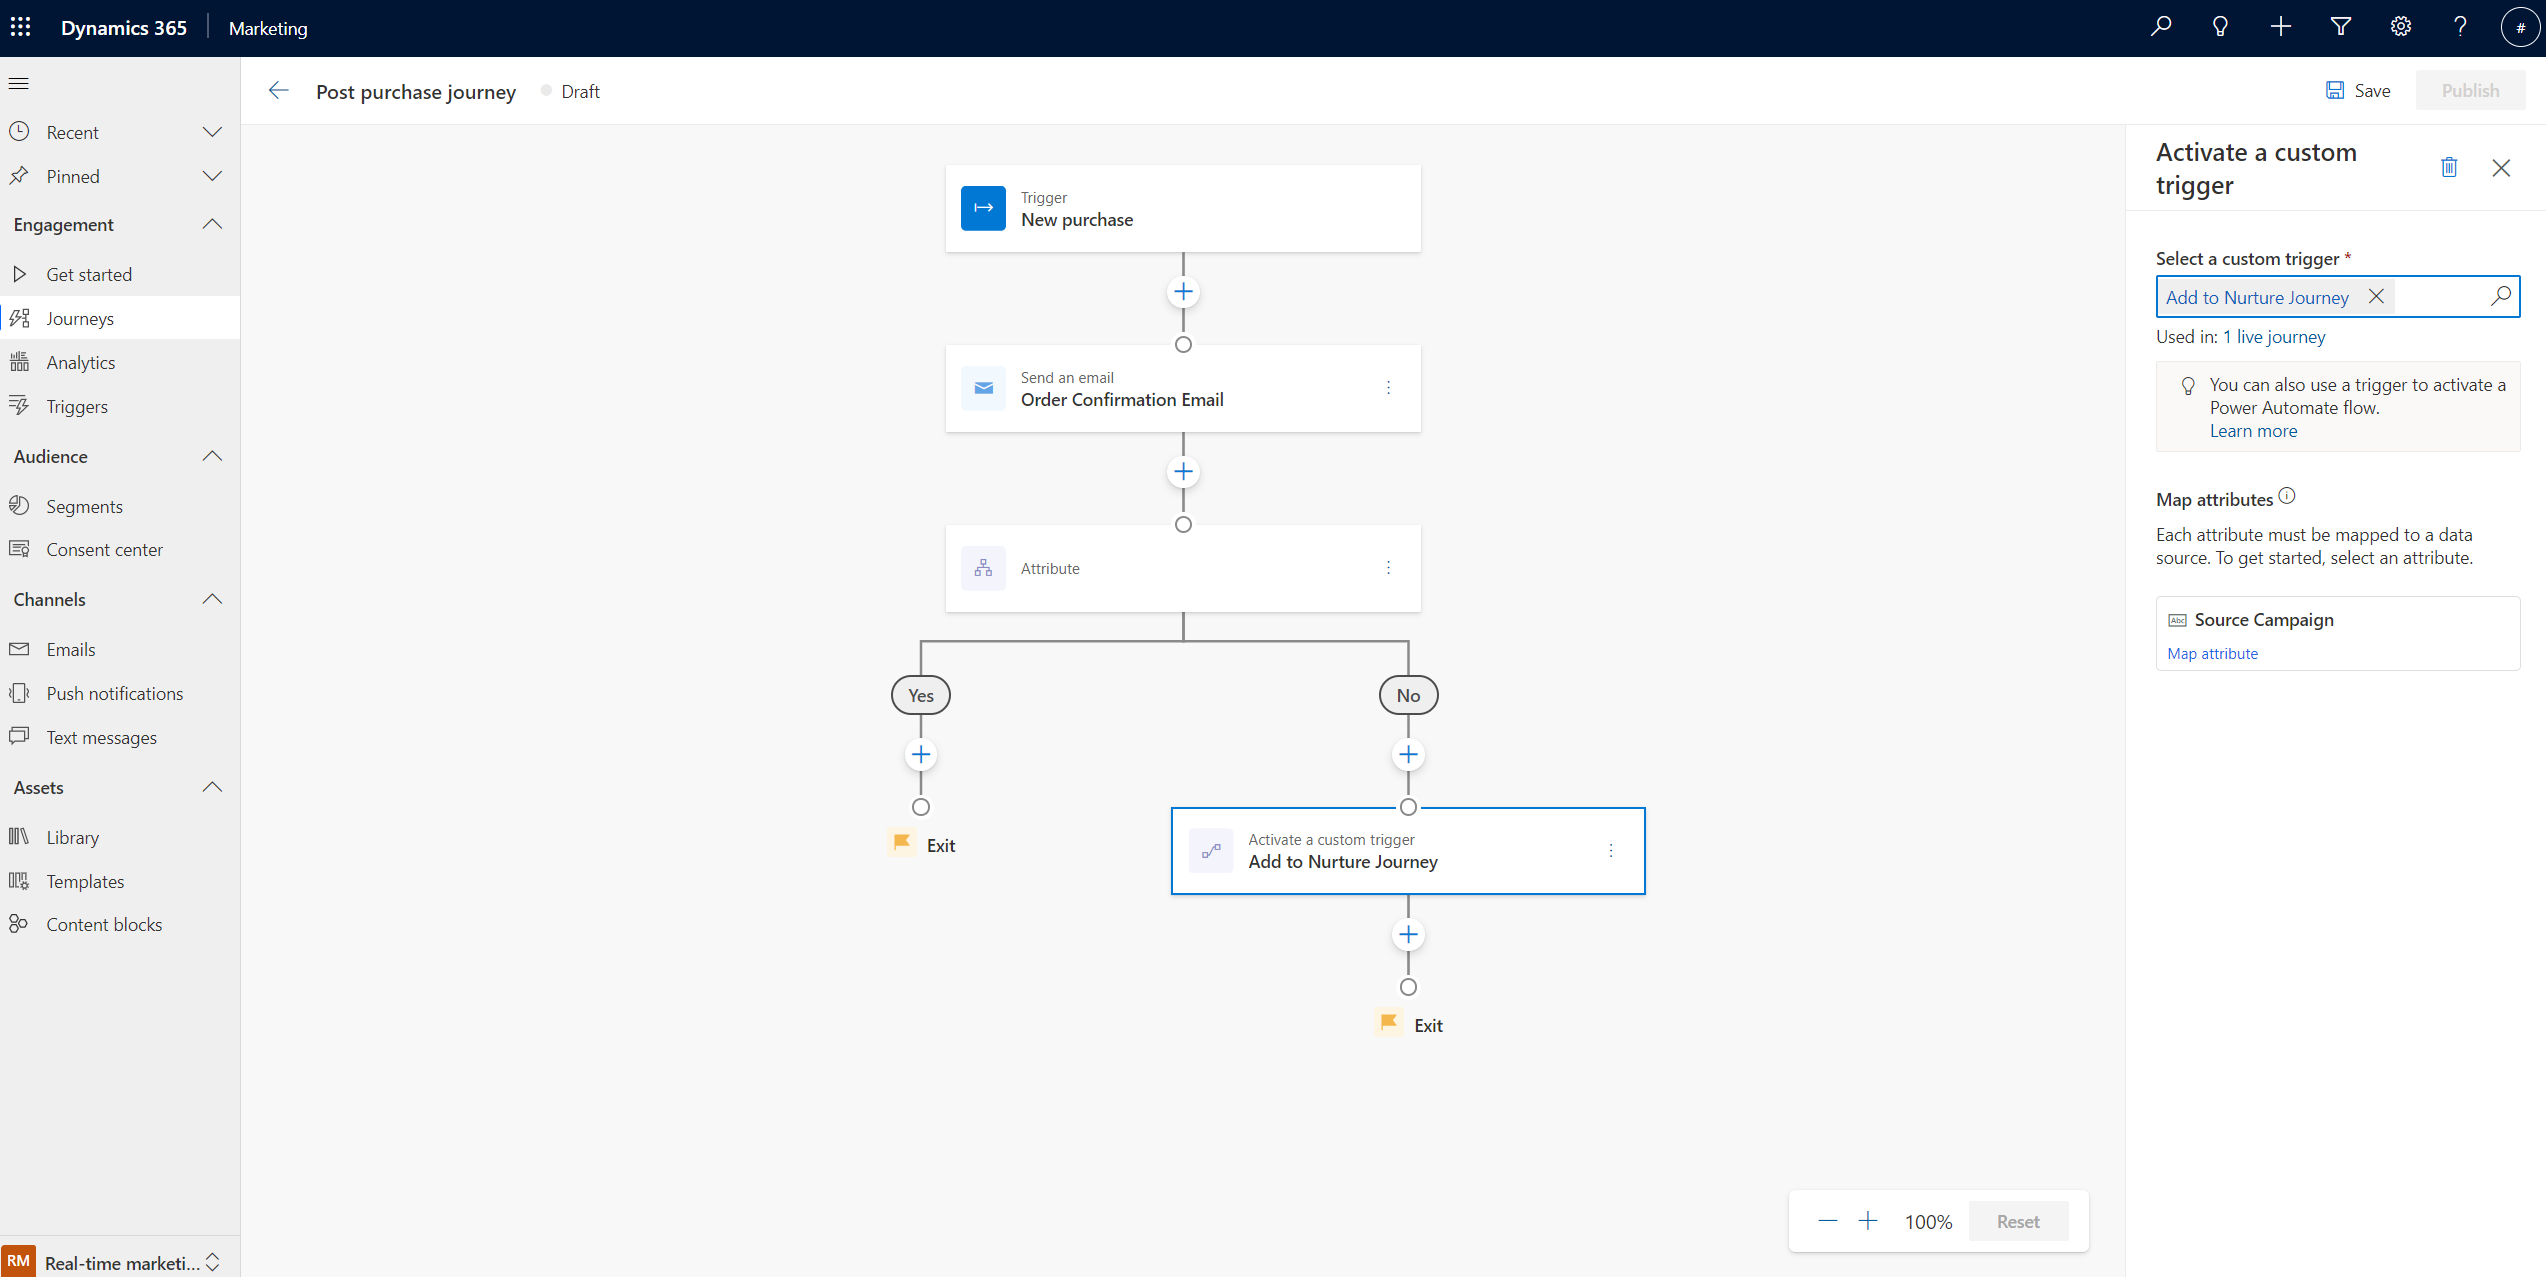 Dynamics 365
Marketing
#
Recent
Pinned
Engagement
Get started
Journeys
Analytics
Triggers
Audience
Segments
Consent center
Channels
Emails
Push notifications
Text messages
Assets
Library
Templates
Content blocks
RM
Real-time marketi...
Post purchase journey
Draft
Save
Publish
Trigger
New purchase
Send an email
Order Confirmation Email
Attribute
Yes
No
Exit
Activate a custom trigger
Add to Nurture Journey
Exit
100%
Reset
Activate a custom
trigger
Select a custom trigger *
Add to Nurture Journey
Used in: 1 live journey
You can also use a trigger to activate a
Power Automate flow.
Learn more
Map attributes
Each attribute must be mapped to a data
source. To get started, select an attribute.
Abc Source Campaign
Map attribute